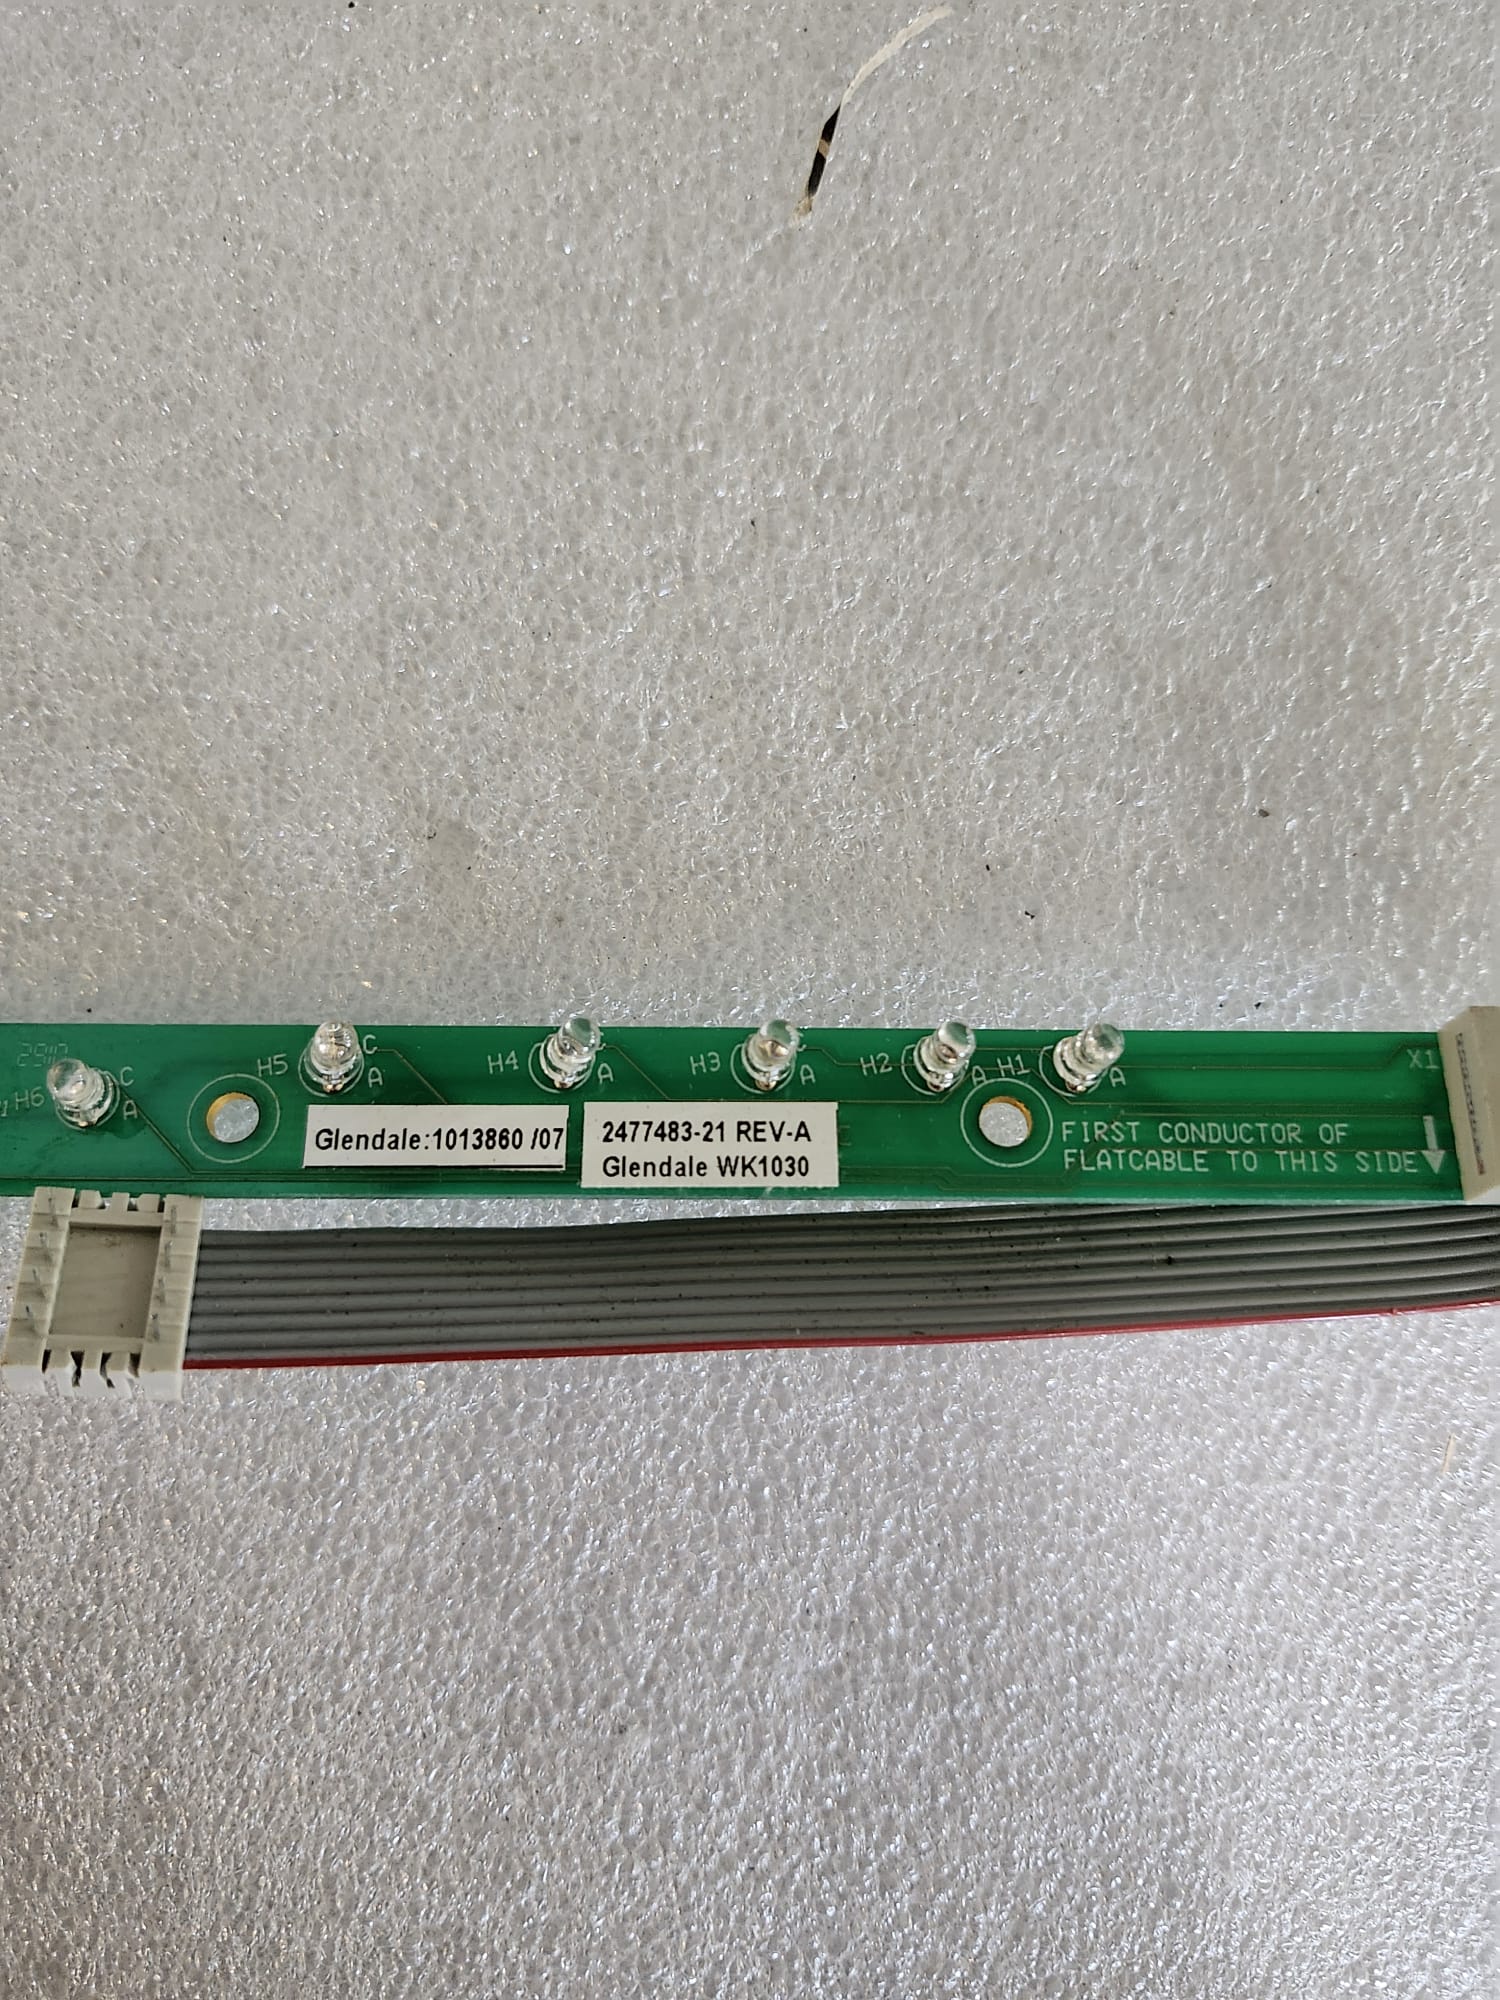 H6
C
A
H5
C
A
H4
A
H3
A
H2
A
H1
A
X1
Glendale:1013860 /07
2477483-21 REV-A
Glendale WK1030
FIRST CONDUCTOR OF
FLATCABLE TO THIS SIDE